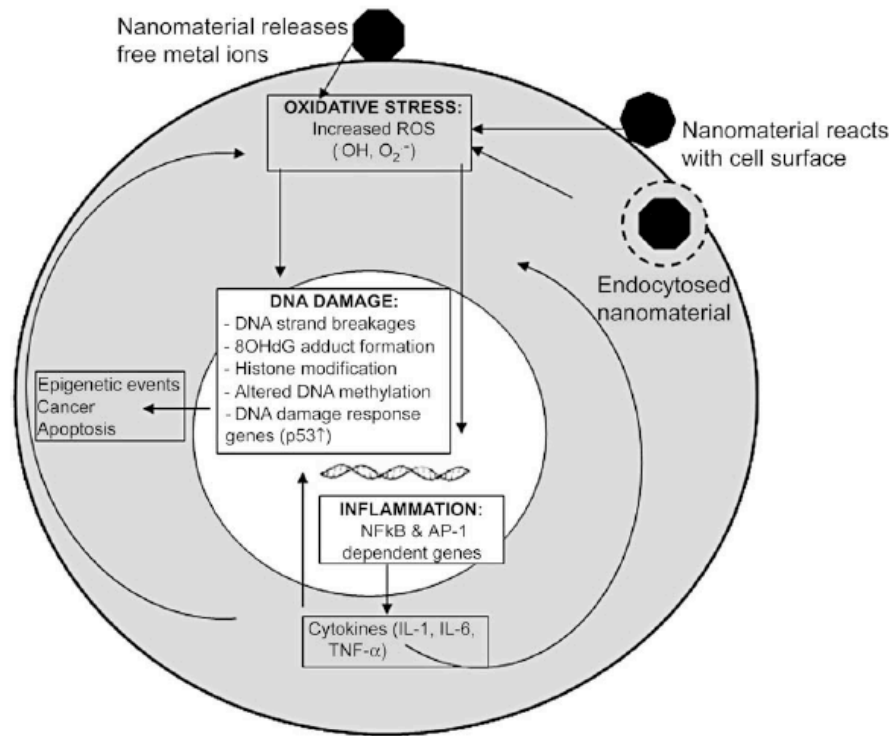 Nanomaterial releases
free metal ions
OXIDATIVE STRESS:
Increased ROS
( OH, O₂⁻)
Nanomaterial reacts
with cell surface
Endocytosed
nanomaterial
DNA DAMAGE:
- DNA strand breakages
- 8OHdG adduct formation
- Histone modification
- Altered DNA methylation
- DNA damage response
genes (p53↑)
Epigenetic events
Cancer
Apoptosis
INFLAMMATION:
NFkB & AP-1
dependent genes
Cytokines (IL-1, IL-6,
TNF-α)